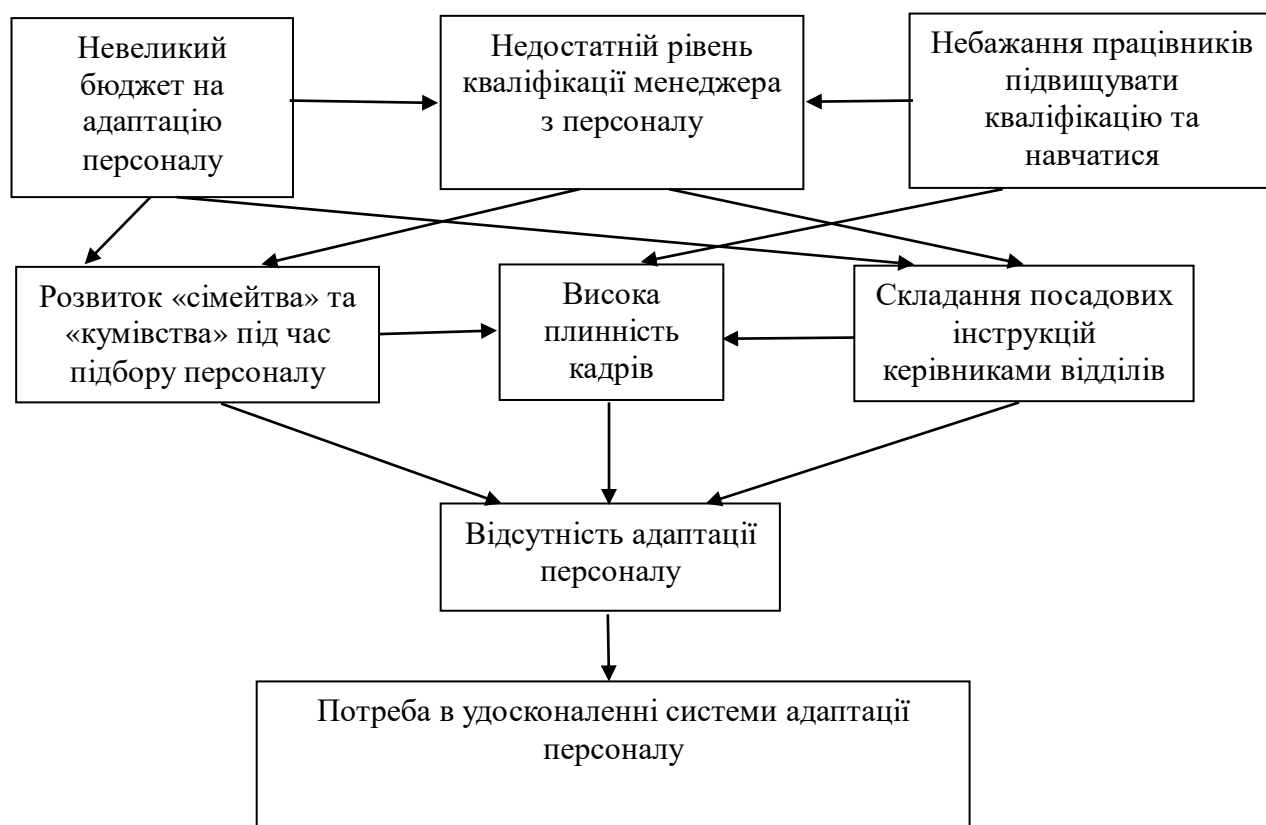 Невеликий
бюджет на
адаптацію
персоналу
Недостатній рівень
кваліфікації менеджера
з персоналу
Небажання працівників
підвищувати
кваліфікацію та
навчатися
Розвиток «сімейтва» та
«кумівства» під час
підбору персоналу
Висока
плинність
кадрів
Складання посадових
інструкцій
керівниками відділів
Відсутність адаптації
персоналу
Потреба в удосконаленні системи адаптації
персоналу